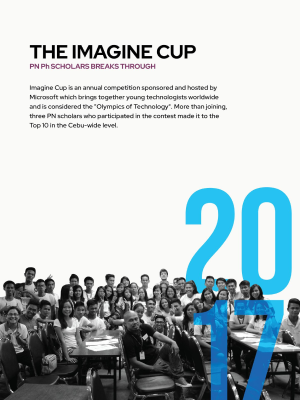 THE IMAGINE CUP
PN Ph SCHOLARS BREAKS THROUGH
Imagine Cup is an annual competition sponsored and hosted by
Microsoft which brings together young technologists worldwide
and is considered the "Olympics of Technology". More than joining,
three PN scholars who participated in the contest made it to the
Top 10 in the Cebu-wide level.
20
17